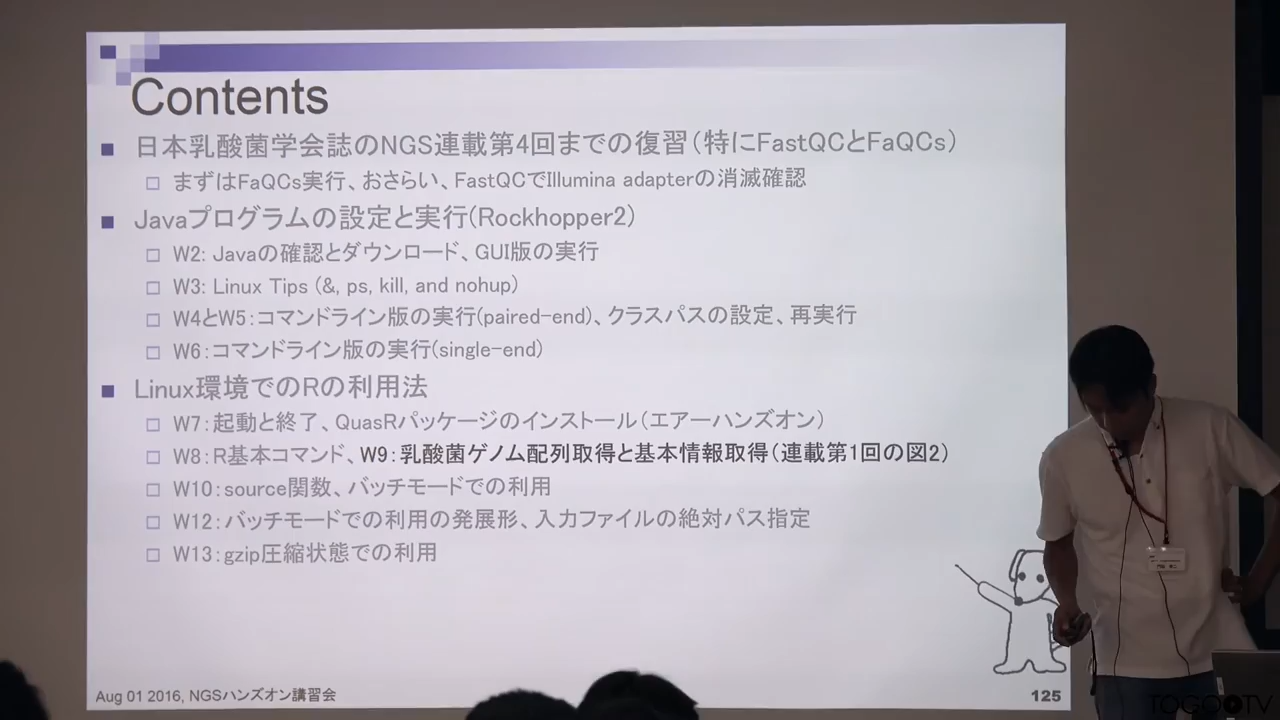 Contents
日本乳酸菌学会誌のNGS連載第4回までの復習(特にFastQCとFaQCs)
まずはFaQCs実行、おさらい、FastQCでIllumina adapterの消滅確認
Javaプログラムの設定と実行(Rockhopper2)
W2: Javaの確認とダウンロード、GUI版の実行
W3: Linux Tips (&, ps, kill, and nohup)
W4とW5:コマンドライン版の実行(paired-end)、クラスパスの設定、再実行
W6:コマンドライン版の実行(single-end)
Linux環境でのRの利用法
W7:起動と終了、QuasRパッケージのインストール(エアーハンズオン)
W8:R基本コマンド、W9:乳酸菌ゲノム配列取得と基本情報取得(連載第1回の図2)
W10:source関数、バッチモードでの利用
W12:バッチモードでの利用の発展形、入力ファイルの絶対パス指定
W13:gzip圧縮状態での利用
Aug 01 2016, NGSハンズオン講習会
125
TOGOTV